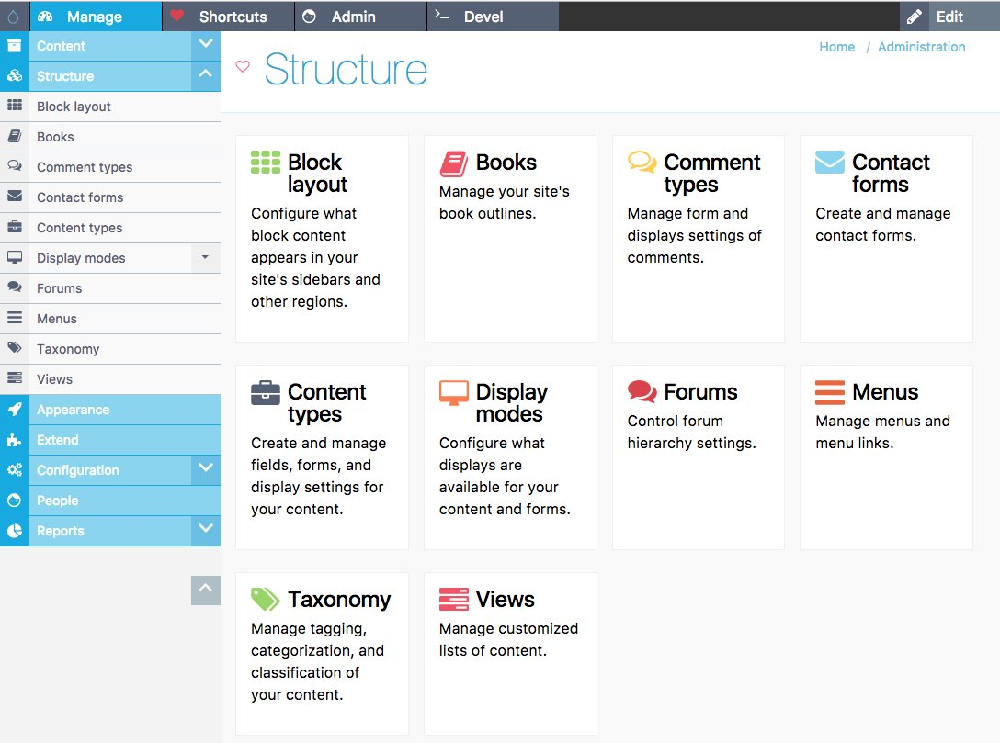 Manage
Shortcuts
Admin
Devel
Edit
Content
Structure
Block layout
Books
Comment types
Contact forms
Content types
Display modes
Forums
Menus
Taxonomy
Views
Appearance
Extend
Configuration
People
Reports
Home / Administration
Structure
Block
layout
Configure what
block content
appears in your
site's sidebars and
other regions.
Books
Manage your site's
book outlines.
Comment
types
Manage form and
displays settings of
comments.
Contact
forms
Create and manage
contact forms.
Content
types
Create and manage
fields, forms, and
display settings for
your content.
Display
modes
Configure what
displays are
available for your
content and forms.
Forums
Control forum
hierarchy settings.
Menus
Manage menus and
menu links.
Taxonomy
Manage tagging,
categorization, and
classification of
your content.
Views
Manage customized
lists of content.